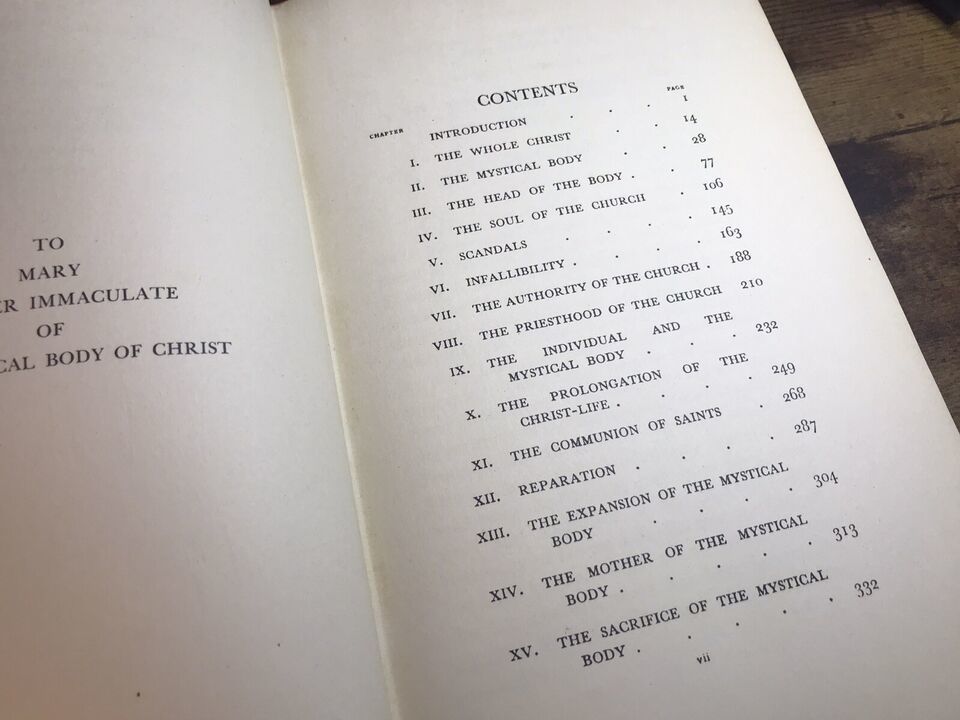 TO
MARY
ER IMMACULATE
OF
CAL BODY OF CHRIST
CONTENTS
CHAPTER PAGE
INTRODUCTION . . . 1
I. THE WHOLE CHRIST . . 14
II. THE MYSTICAL BODY . . 28
III. THE HEAD OF THE BODY . . 77
IV. THE SOUL OF THE CHURCH . 106
V. SCANDALS . . . . 145
VI. INFALLIBILITY . . . . 163
VII. THE AUTHORITY OF THE CHURCH . 188
VIII. THE PRIESTHOOD OF THE CHURCH 210
IX. THE INDIVIDUAL AND THE
MYSTICAL BODY . . . 232
X. THE PROLONGATION OF THE
CHRIST-LIFE . . . . 249
XI. THE COMMUNION OF SAINTS . 268
XII. REPARATION . . . . 287
XIII. THE EXPANSION OF THE MYSTICAL
BODY . . . . 304
XIV. THE MOTHER OF THE MYSTICAL
BODY . . . . . 313
XV. THE SACRIFICE OF THE MYSTICAL
BODY . . . . . 332
vii